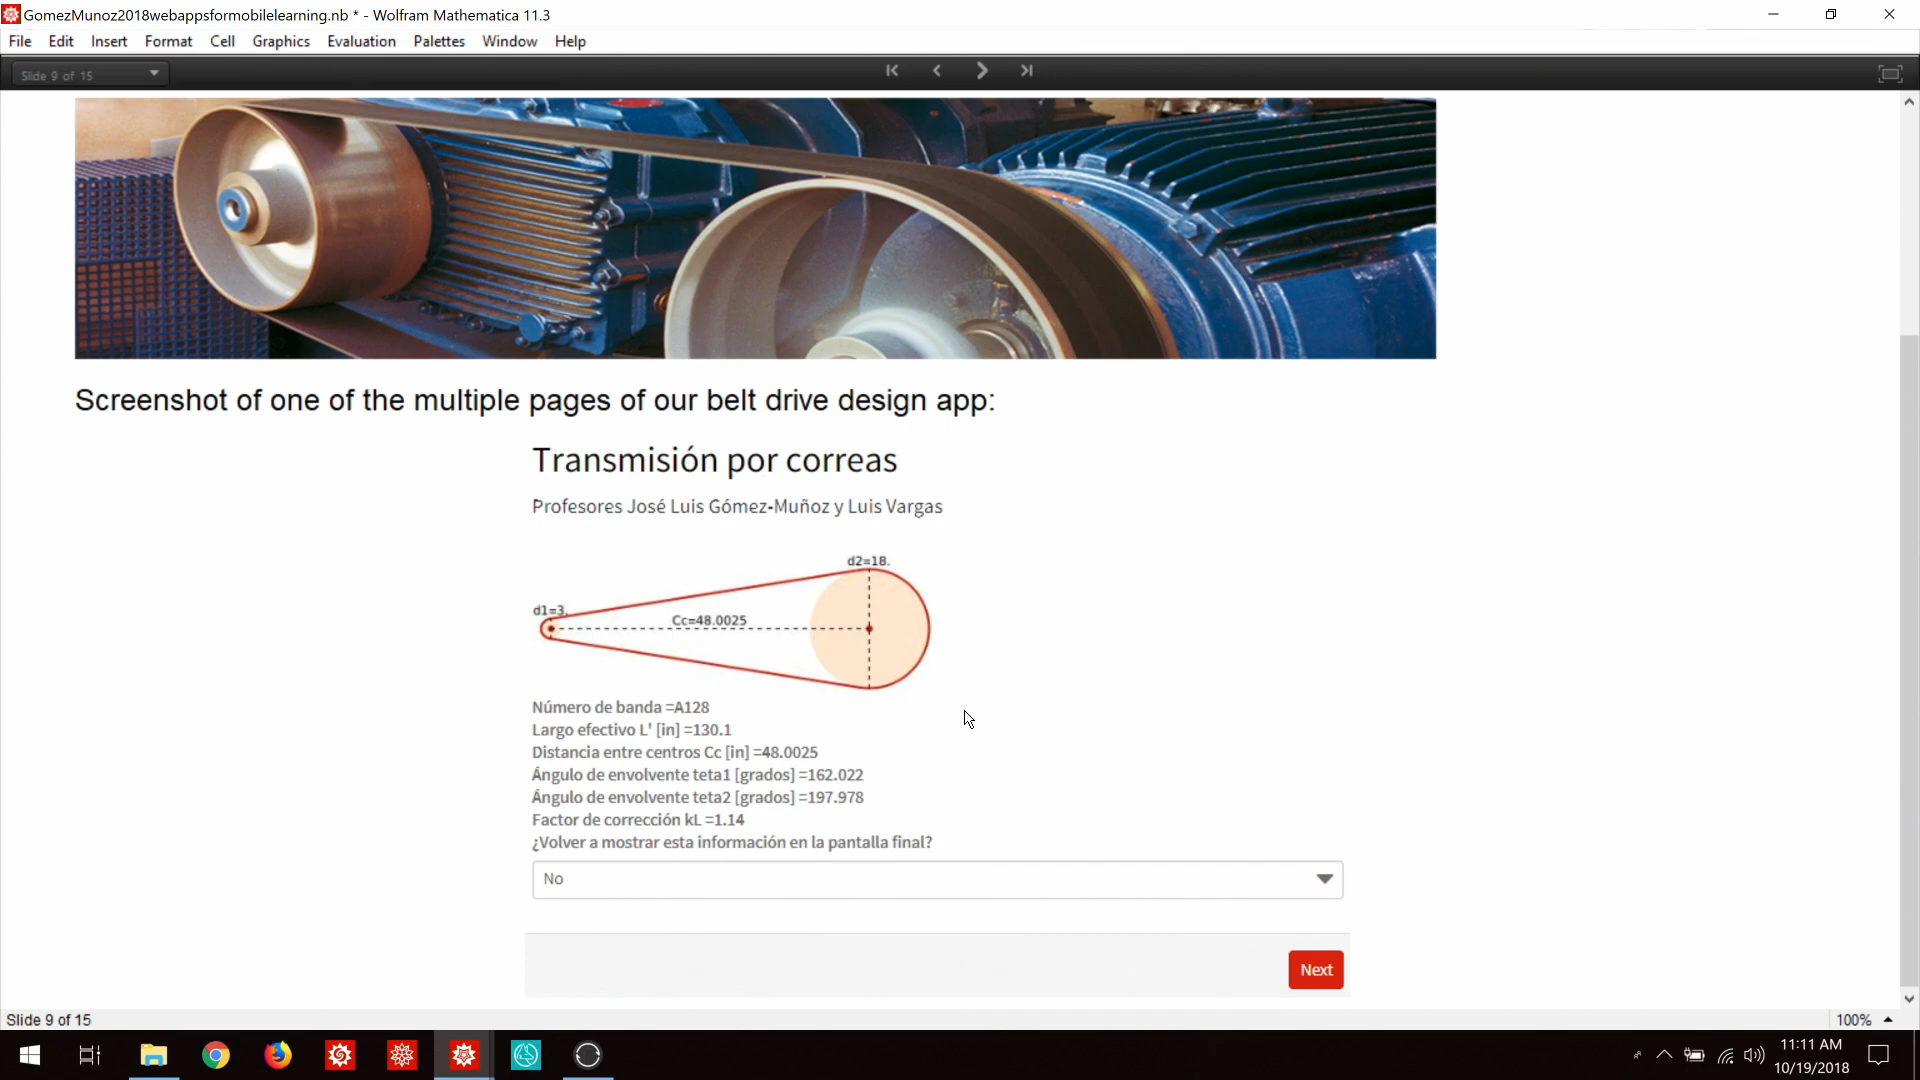 GomezMunoz2018webappsformobilelearning.nb * - Wolfram Mathematica 11.3
File Edit Insert Format Cell Graphics Evaluation Palettes Window Help
Slide 9 of 15
Screenshot of one of the multiple pages of our belt drive design app:
Transmisión por correas
Profesores José Luis Gómez-Muñoz y Luis Vargas
d2=18.
d1=3.
Cc=48.0025
Número de banda =A128
Largo efectivo L' [in] =130.1
Distancia entre centros Cc [in] =48.0025
Ángulo de envolvente teta1 [grados] =162.022
Ángulo de envolvente teta2 [grados] =197.978
Factor de corrección kL =1.14
¿Volver a mostrar esta información en la pantalla final?
No
Next
Slide 9 of 15
100%
11:11 AM
10/19/2018